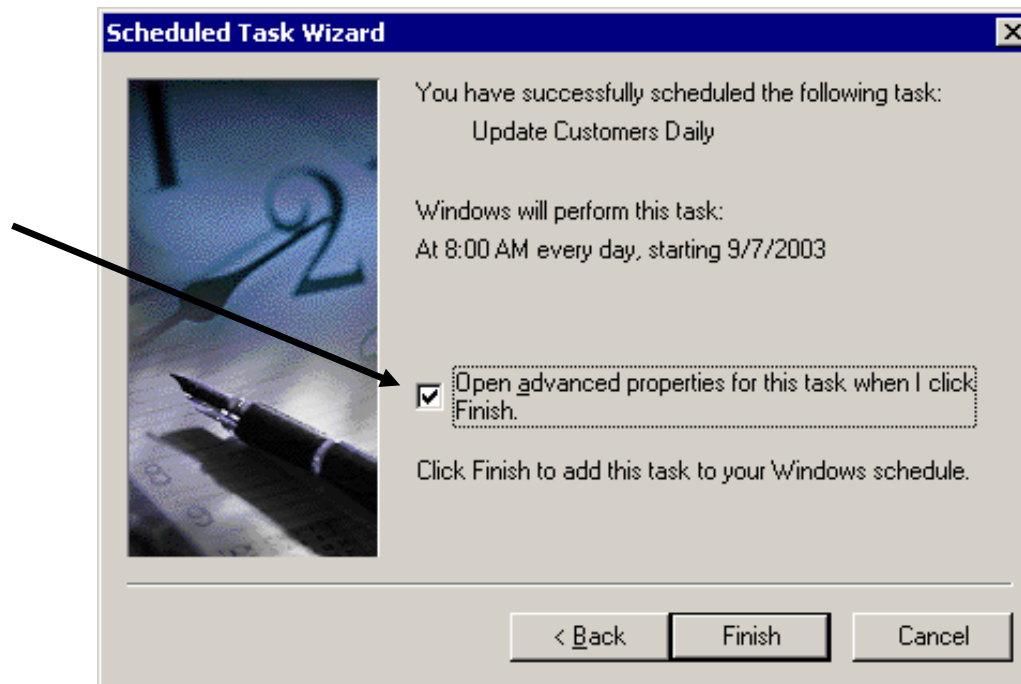 Scheduled Task Wizard
You have successfully scheduled the following task:
Update Customers Daily
Windows will perform this task:
At 8:00 AM every day, starting 9/7/2003
Open advanced properties for this task when I click
Finish.
Click Finish to add this task to your Windows schedule.
< Back
Finish
Cancel